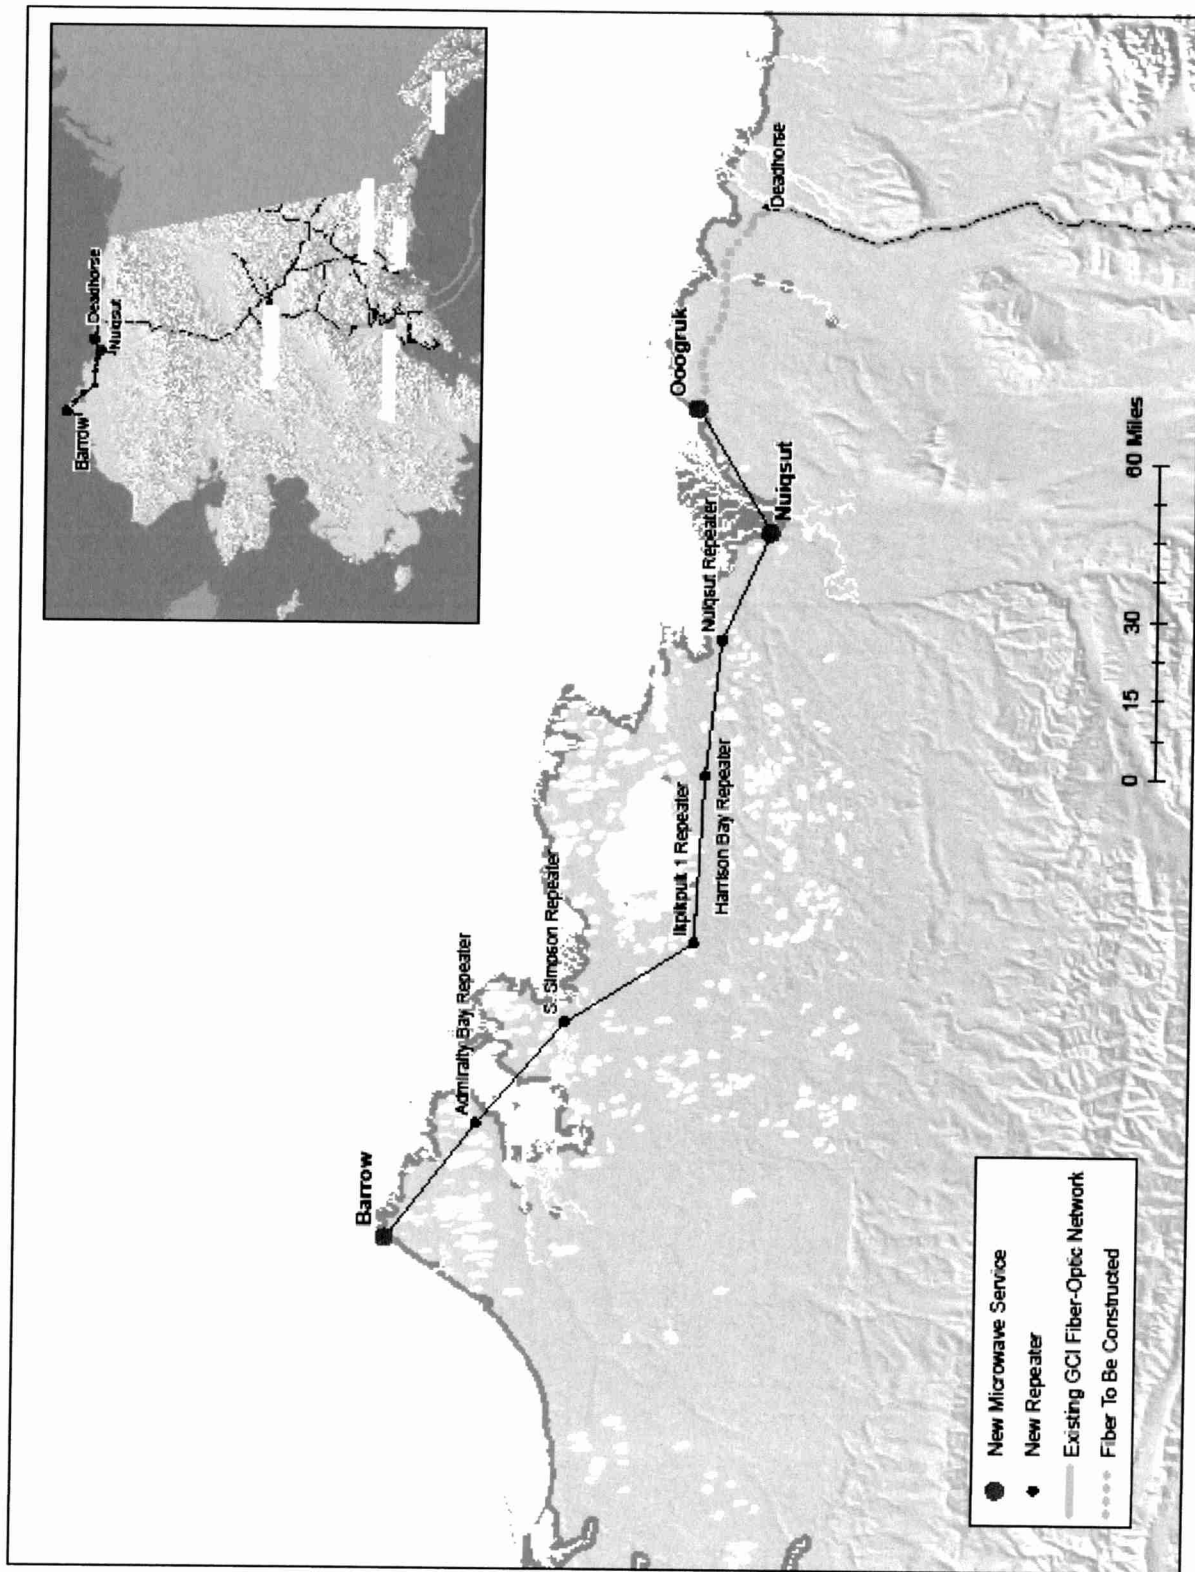 Barrow
Deadhorse
Nuiqsut
Barrow
Admiralty Bay Repeater
S. Simpson Repeater
Ikpikpuk 1 Repeater
Harrison Bay Repeater
Nuiqsut Repeater
Nuiqsut
Ooogruk
Deadhorse
New Microwave Service
New Repeater
Existing GCI Fiber-Optic Network
Fiber To Be Constructed
0 15 30 60 Miles